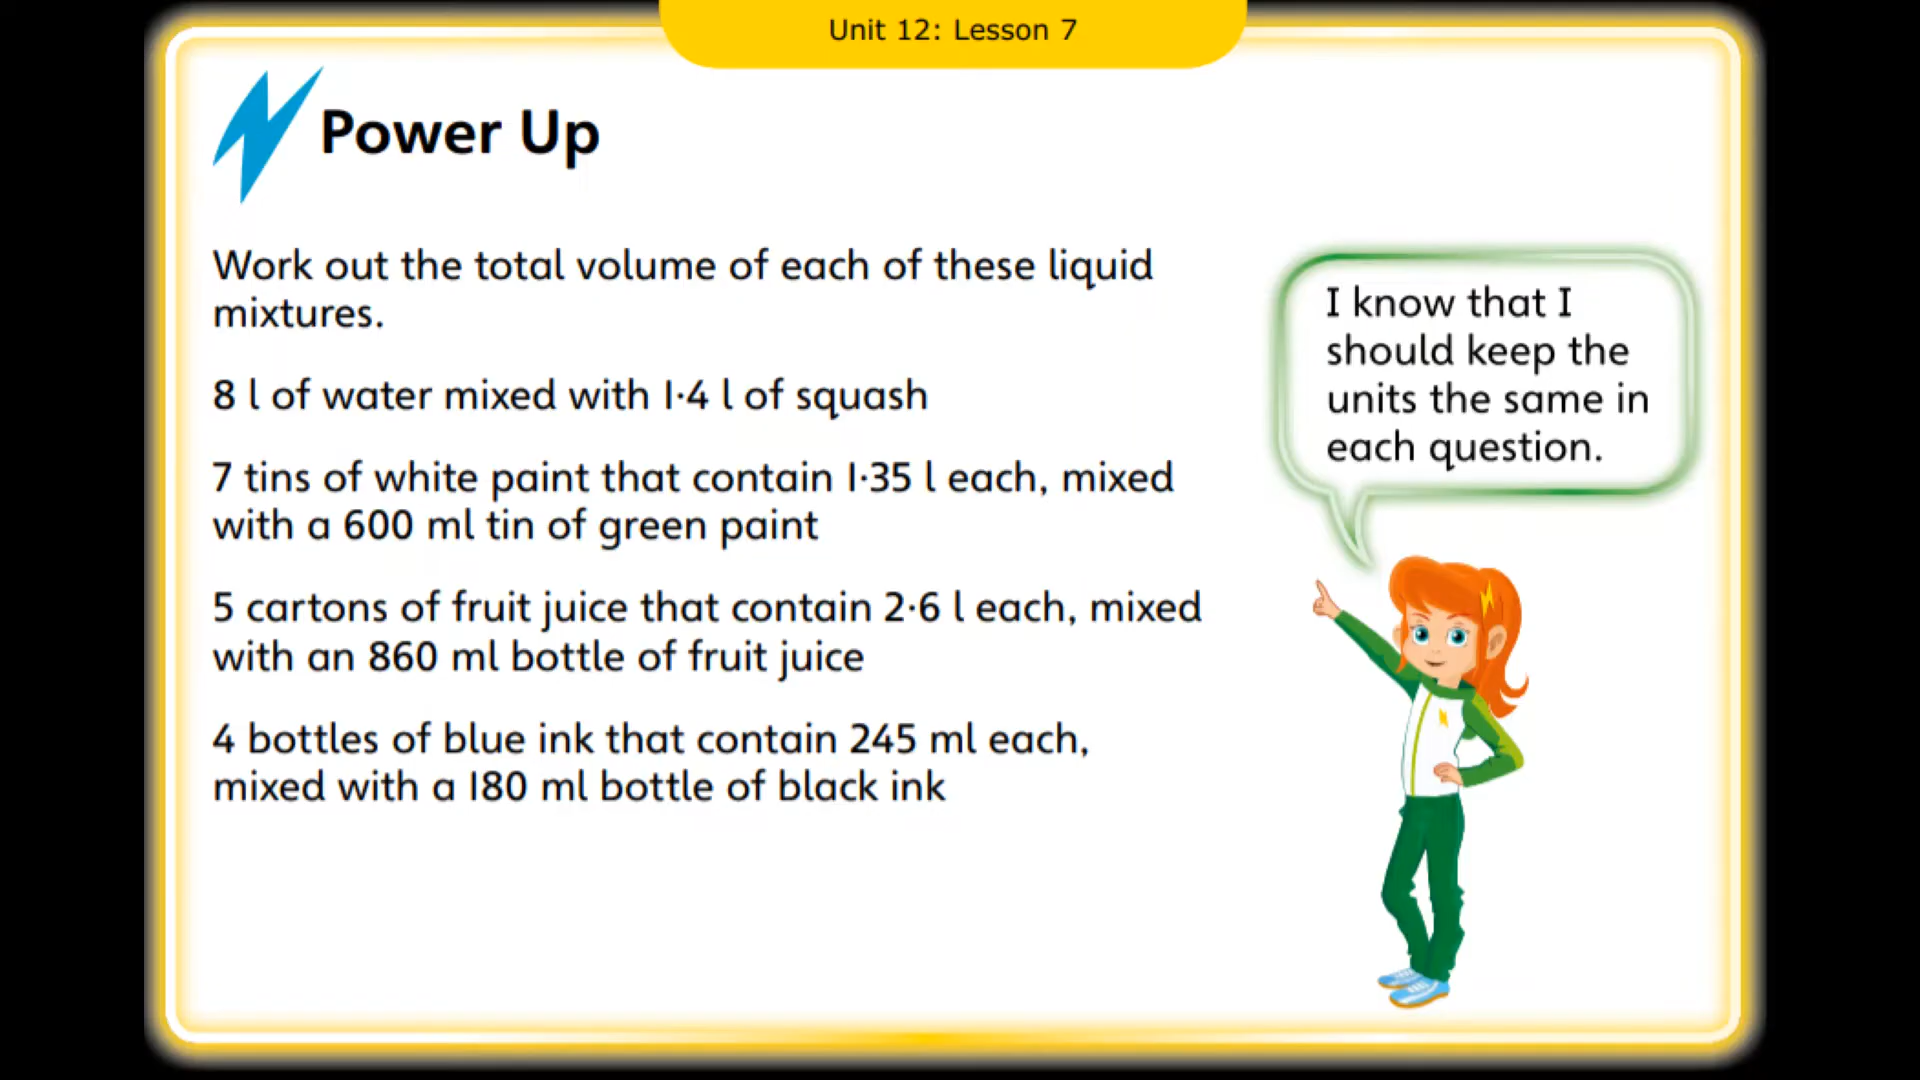 Unit 12: Lesson 7
Power Up
Work out the total volume of each of these liquid
mixtures.
8 l of water mixed with 1·4 l of squash
7 tins of white paint that contain 1·35 l each, mixed
with a 600 ml tin of green paint
5 cartons of fruit juice that contain 2·6 l each, mixed
with an 860 ml bottle of fruit juice
4 bottles of blue ink that contain 245 ml each,
mixed with a 180 ml bottle of black ink
I know that I
should keep the
units the same in
each question.